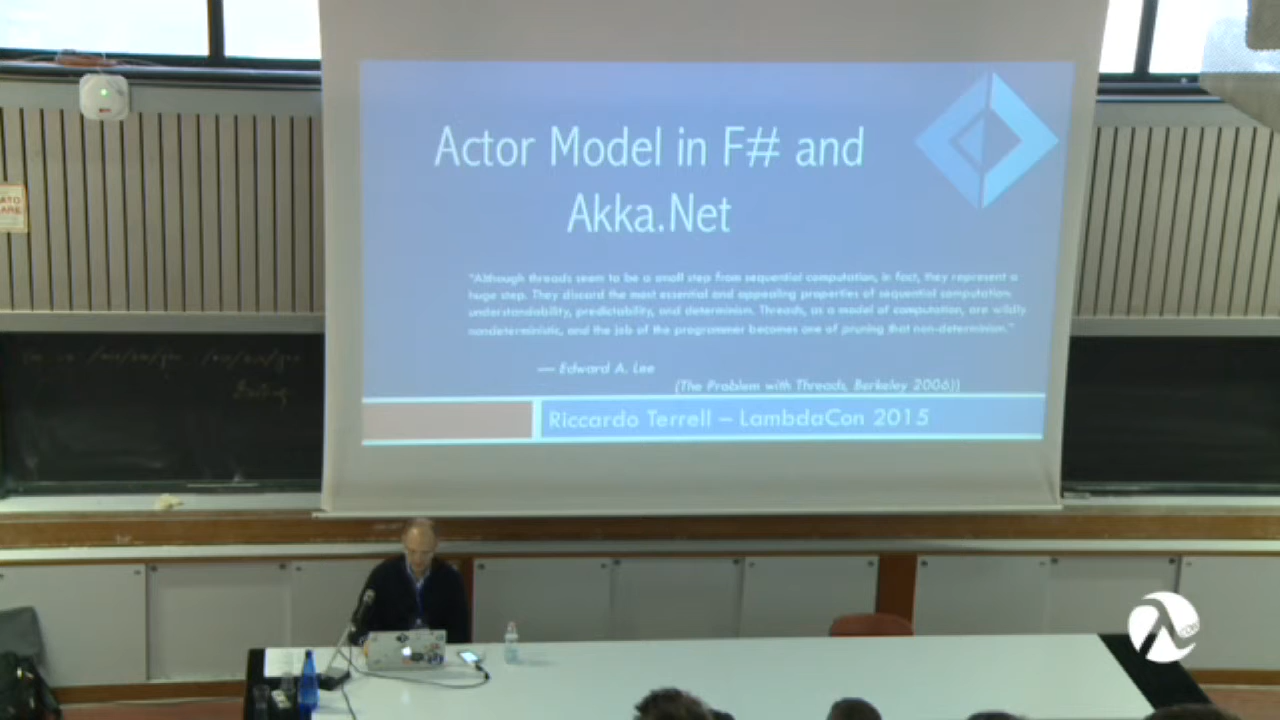 Actor Model in F# and
Akka.Net
"Although threads seem to be a small step from sequential computation, in fact, they represent a
huge step. They discard the most essential and appealing properties of sequential computation:
understandability, predictability, and determinism. Threads, as a model of computation, are wildly
nondeterministic, and the job of the programmer becomes one of pruning that non-determinism."
— Edward A. Lee
(The Problem with Threads, Berkeley 2006))
Riccardo Terrell – LambdaCon 2015